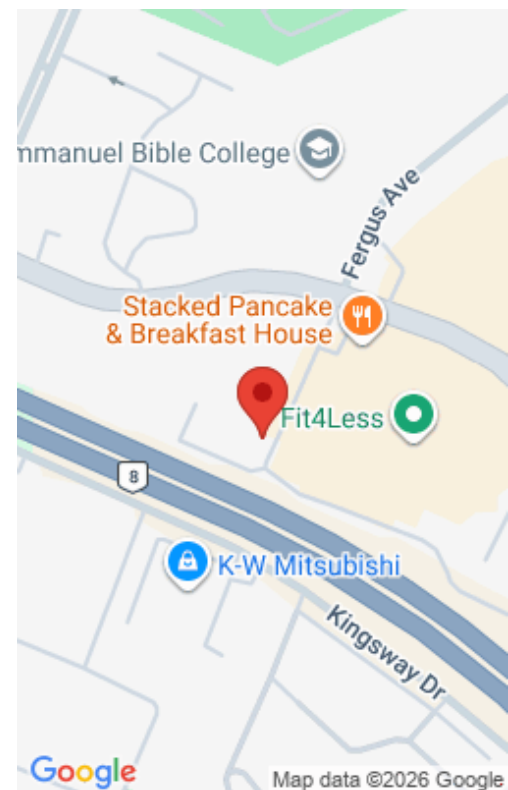 mmanuel Bible College
Fergus Ave
Stacked Pancake
& Breakfast House
Fit4Less
8
K-W Mitsubishi
Kingsway Dr
Google
Map data ©2026 Google